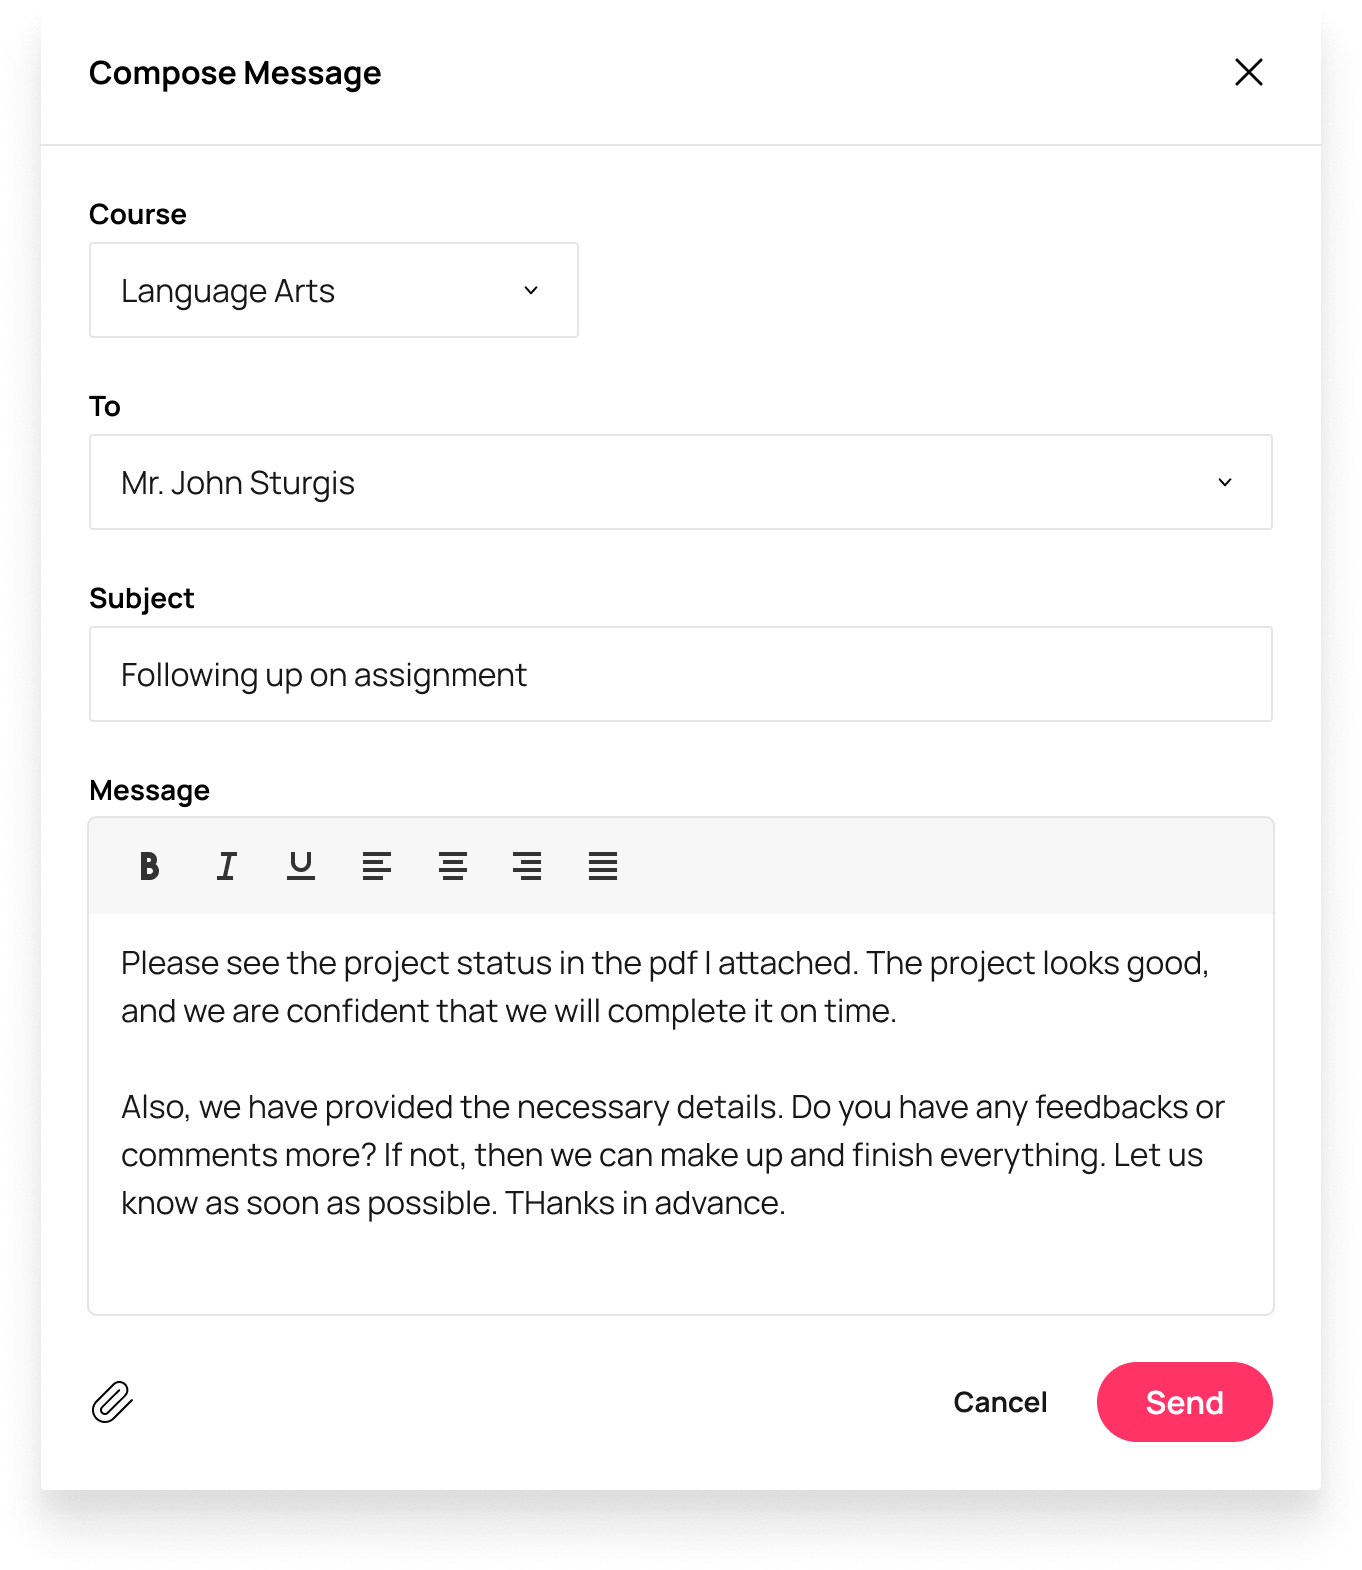 Compose Message
Course
Language Arts
To
Mr. John Sturgis
Subject
Following up on assignment
Message
B I U
Please see the project status in the pdf I attached. The project looks good,
and we are confident that we will complete it on time.
Also, we have provided the necessary details. Do you have any feedbacks or
comments more? If not, then we can make up and finish everything. Let us
know as soon as possible. THanks in advance.
Cancel
Send